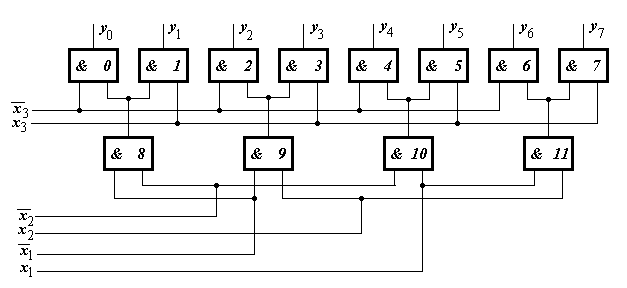 y₀ y₁ y₂ y₃ y₄ y₅ y₆ y₇
& 0 & 1 & 2 & 3 & 4 & 5 & 6 & 7
x̅₃
x₃
& 8 & 9 & 10 & 11
x̅₂
x₂
x̅₁
x₁